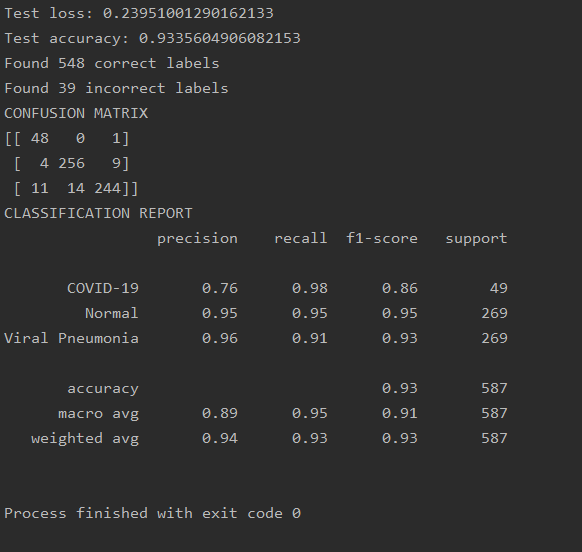 Test loss: 0.23951001290162133
Test accuracy: 0.9335604906082153
Found 548 correct labels
Found 39 incorrect labels
CONFUSION MATRIX
[[ 48   0   1]
 [  4 256   9]
 [ 11  14 244]]
CLASSIFICATION REPORT
                 precision    recall  f1-score   support

       COVID-19       0.76      0.98      0.86        49
         Normal       0.95      0.95      0.95       269
Viral Pneumonia       0.96      0.91      0.93       269

       accuracy                           0.93       587
      macro avg       0.89      0.95      0.91       587
   weighted avg       0.94      0.93      0.93       587

Process finished with exit code 0